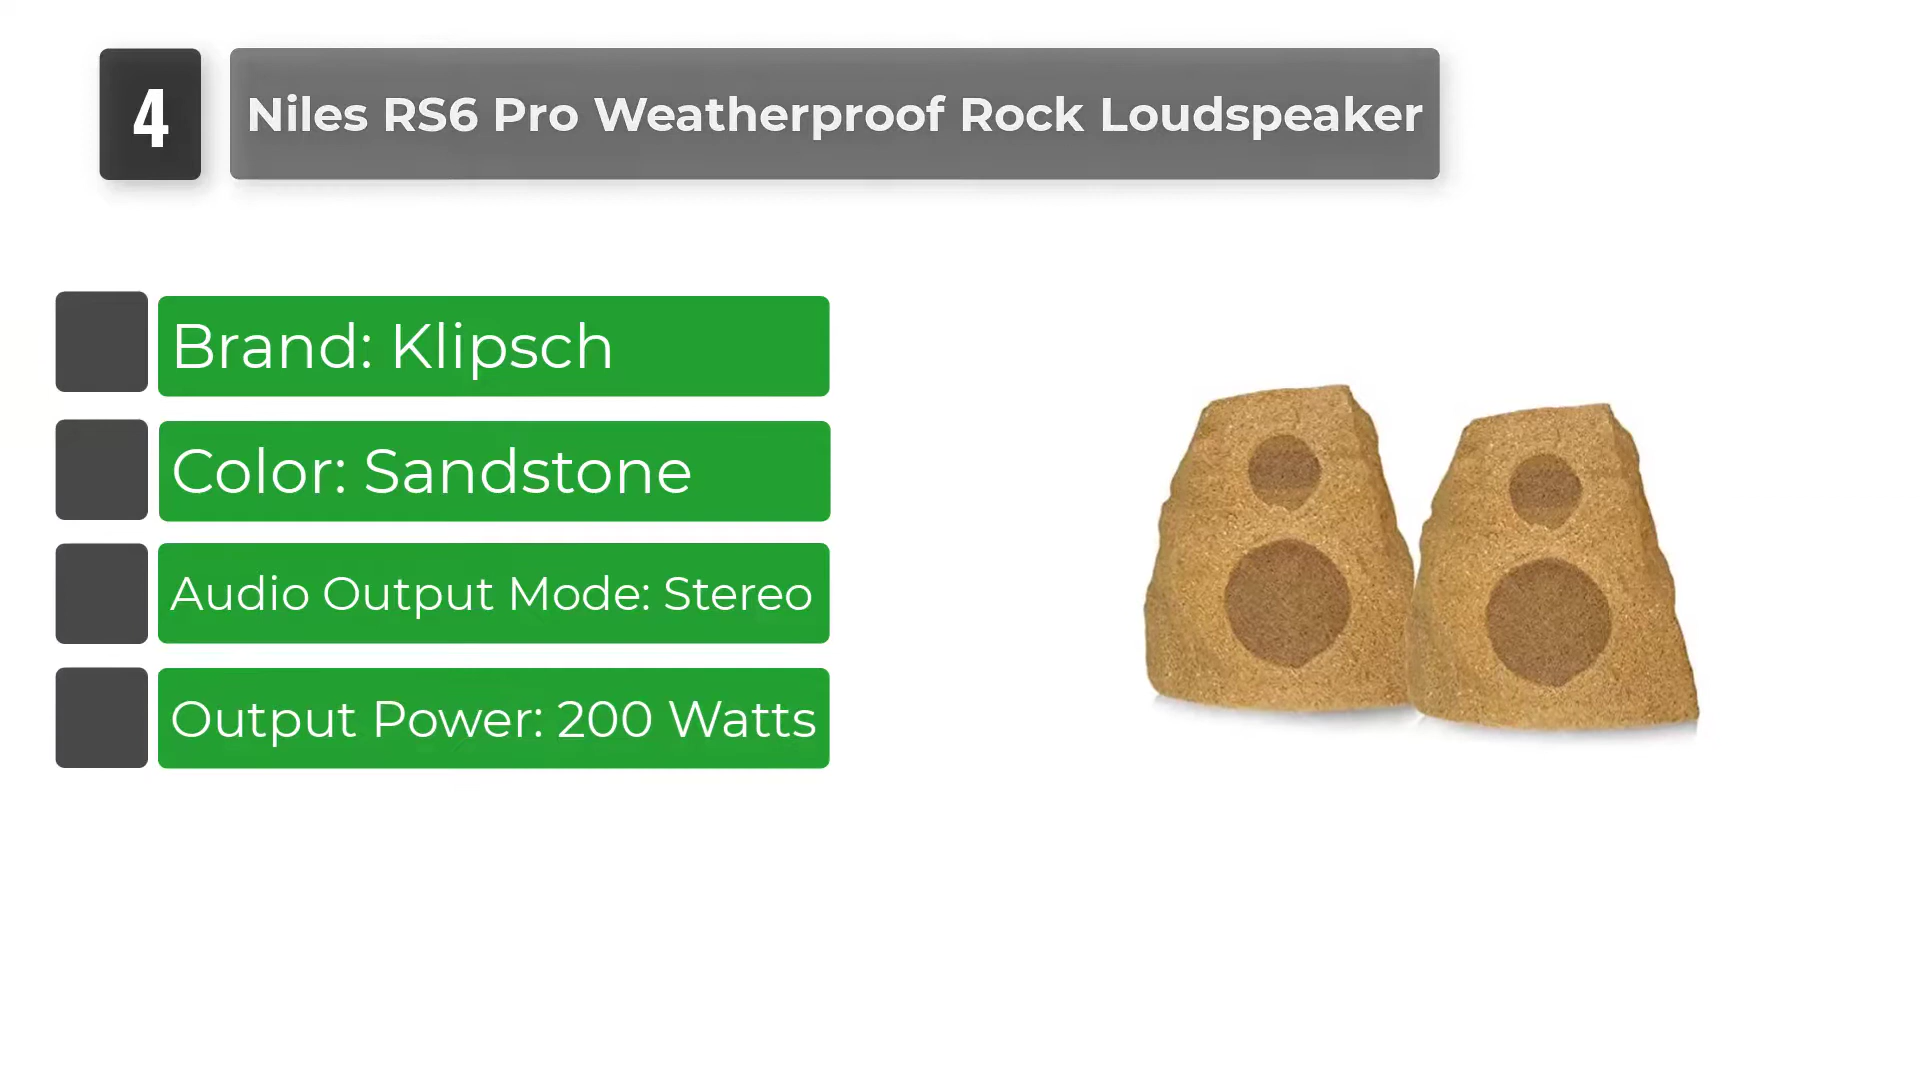 4
Niles RS6 Pro Weatherproof Rock Loudspeaker
Brand: Klipsch
Color: Sandstone
Audio Output Mode: Stereo
Output Power: 200 Watts